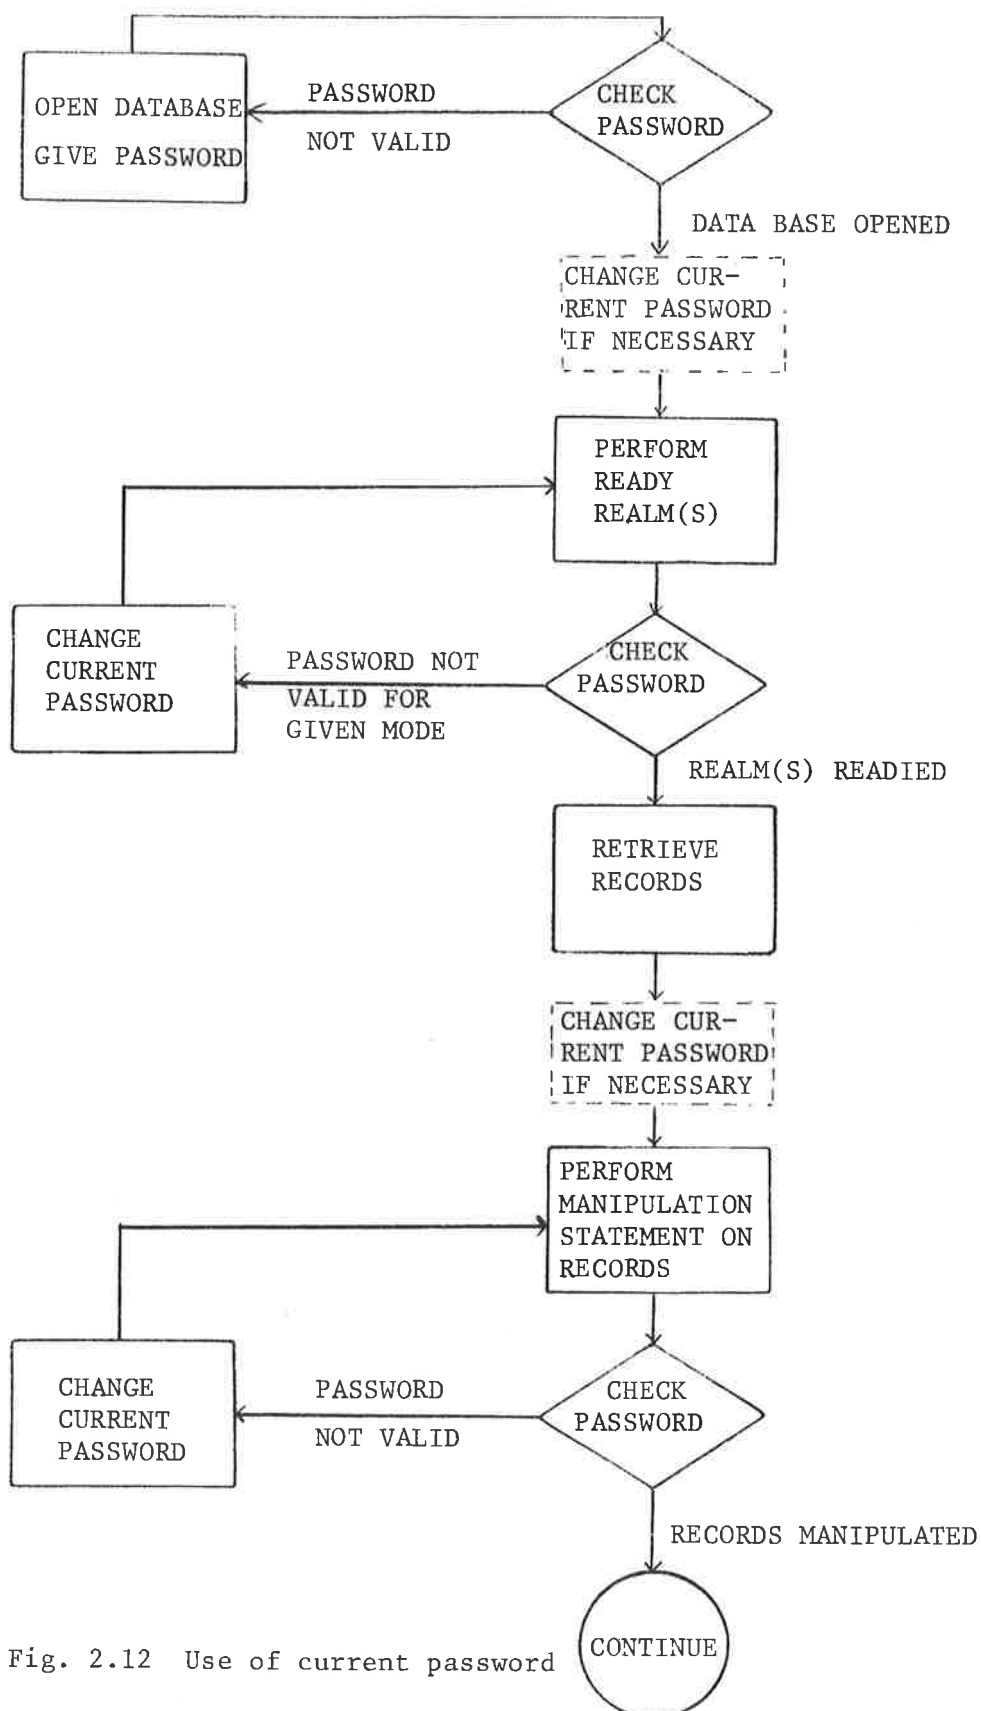 OPEN DATABASE
GIVE PASSWORD
PASSWORD
NOT VALID
CHECK
PASSWORD
DATA BASE OPENED
CHANGE CUR-
RENT PASSWORD
IF NECESSARY
PERFORM
READY
REALM(S)
CHANGE
CURRENT
PASSWORD
PASSWORD NOT
VALID FOR
GIVEN MODE
CHECK
PASSWORD
REALM(S) READIED
RETRIEVE
RECORDS
CHANGE CUR-
RENT PASSWORD
IF NECESSARY
PERFORM
MANIPULATION
STATEMENT ON
RECORDS
CHANGE
CURRENT
PASSWORD
PASSWORD
NOT VALID
CHECK
PASSWORD
RECORDS MANIPULATED
CONTINUE
Fig. 2.12 Use of current password